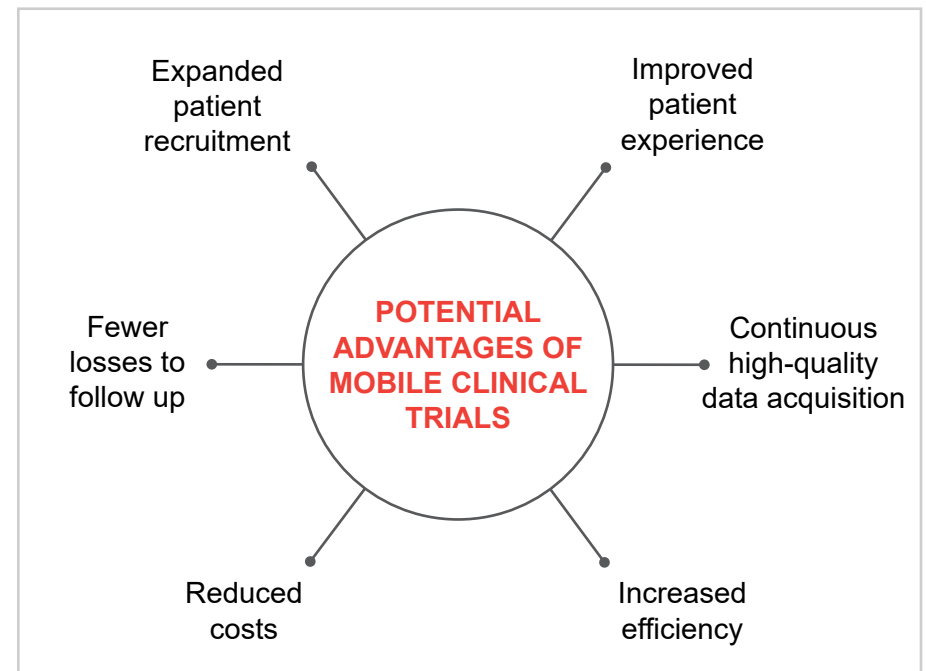 Expanded
patient
recruitment
Improved
patient
experience
Fewer
losses to
follow up
POTENTIAL
ADVANTAGES OF
MOBILE CLINICAL
TRIALS
Continuous
high-quality
data acquisition
Reduced
costs
Increased
efficiency